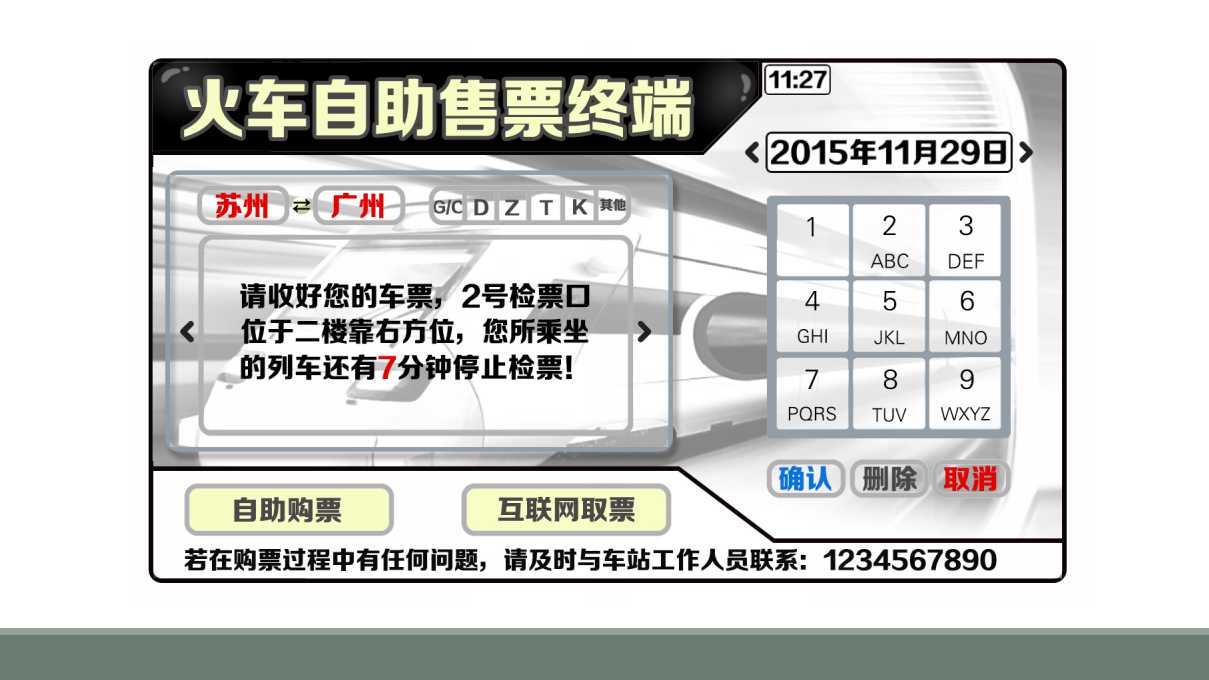 火车自助售票终端
11:27
2015年11月29日
苏州
广州
G/C D Z T K 其他
请收好您的车票，2号检票口
位于二楼靠右方位，您所乘坐
的列车还有7分钟停止检票！
1 2 3
ABC DEF
4 5 6
GHI JKL MNO
7 8 9
PQRS TUV WXYZ
确认 删除 取消
自助购票
互联网取票
若在购票过程中有任何问题，请及时与车站工作人员联系：1234567890